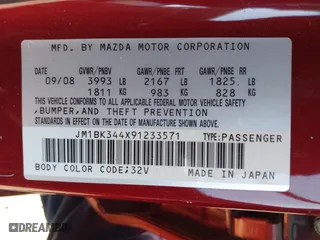 MFD. BY MAZDA MOTOR CORPORATION
GVWR/PNBV GAWR/PNBE FRT GAWR/PNBE RR
09/08 3993 LB 2167 LB 1825 LB
1811 KG 983 KG 828 KG
THIS VEHICLE CONFORMS TO ALL APPLICABLE FEDERAL MOTOR VEHICLE SAFETY
,BUMPER, AND THEFT PREVENTION
STANDARDS IN EFFECT ON THE DATE OF MANUFACTURE SHOWN ABOVE.
JM1BK344X91233571 TYPE:PASSENGER
BODY COLOR CODE;32V MADE IN JAPAN